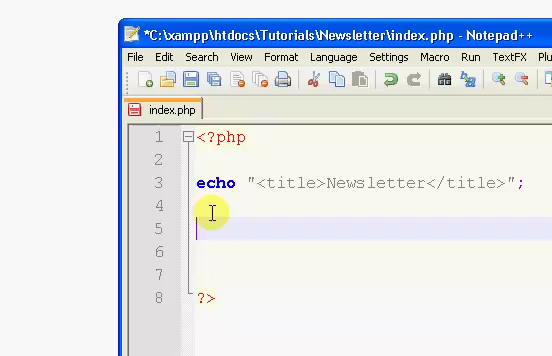 *C:\xampp\htdocs\Tutorials\Newsletter\index.php - Notepad++
File Edit Search View Format Language Settings Macro Run TextFX
index.php
1 <?php
2
3 echo "<title>Newsletter</title>";
4
5
6
7
8 ?>